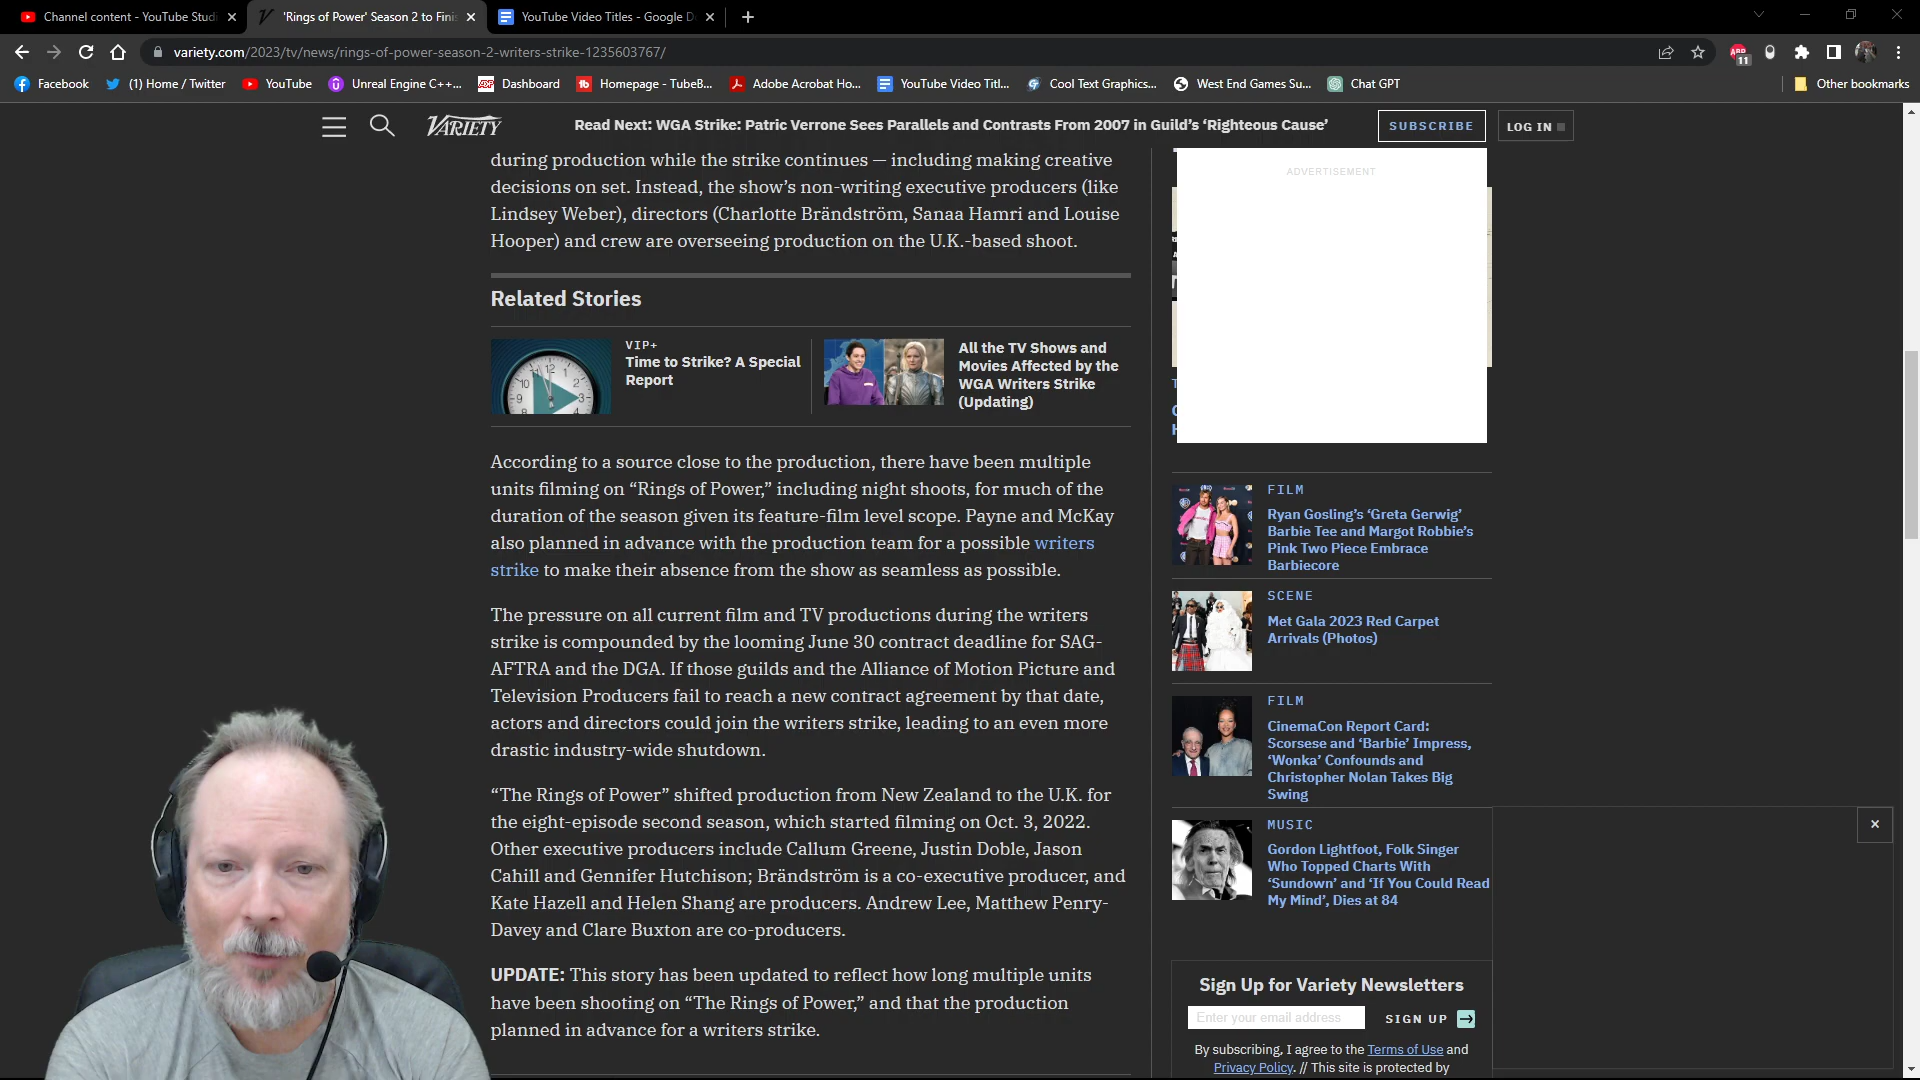 Channel content - YouTube Studi
'Rings of Power' Season 2 to Finis
YouTube Video Titles - Google D
variety.com/2023/tv/news/rings-of-power-season-2-writers-strike-1235603767/
11
Facebook
(1) Home / Twitter
YouTube
Unreal Engine C++...
Dashboard
Homepage - TubeB...
Adobe Acrobat Ho...
YouTube Video Titl...
Cool Text Graphics...
West End Games Su...
Chat GPT
Other bookmarks
VARIETY
Read Next: WGA Strike: Patric Verrone Sees Parallels and Contrasts From 2007 in Guild's ‘Righteous Cause’
SUBSCRIBE
LOG IN
during production while the strike continues — including making creative
decisions on set. Instead, the show’s non-writing executive producers (like
Lindsey Weber), directors (Charlotte Brändström, Sanaa Hamri and Louise
Hooper) and crew are overseeing production on the U.K.-based shoot.
Related Stories
VIP+
Time to Strike? A Special
Report
All the TV Shows and
Movies Affected by the
WGA Writers Strike
(Updating)
According to a source close to the production, there have been multiple
units filming on “Rings of Power,” including night shoots, for much of the
duration of the season given its feature-film level scope. Payne and McKay
also planned in advance with the production team for a possible writers
strike to make their absence from the show as seamless as possible.
The pressure on all current film and TV productions during the writers
strike is compounded by the looming June 30 contract deadline for SAG-
AFTRA and the DGA. If those guilds and the Alliance of Motion Picture and
Television Producers fail to reach a new contract agreement by that date,
actors and directors could join the writers strike, leading to an even more
drastic industry-wide shutdown.
“The Rings of Power” shifted production from New Zealand to the U.K. for
the eight-episode second season, which started filming on Oct. 3, 2022.
Other executive producers include Callum Greene, Justin Doble, Jason
Cahill and Gennifer Hutchison; Brändström is a co-executive producer, and
Kate Hazell and Helen Shang are producers. Andrew Lee, Matthew Penry-
Davey and Clare Buxton are co-producers.
UPDATE: This story has been updated to reflect how long multiple units
have been shooting on “The Rings of Power,” and that the production
planned in advance for a writers strike.
ADVERTISEMENT
FILM
Ryan Gosling’s ‘Greta Gerwig’
Barbie Tee and Margot Robbie’s
Pink Two Piece Embrace
Barbiecore
SCENE
Met Gala 2023 Red Carpet
Arrivals (Photos)
FILM
CinemaCon Report Card:
Scorsese and ‘Barbie’ Impress,
‘Wonka’ Confounds and
Christopher Nolan Takes Big
Swing
MUSIC
Gordon Lightfoot, Folk Singer
Who Topped Charts With
‘Sundown’ and ‘If You Could Read
My Mind’, Dies at 84
Sign Up for Variety Newsletters
Enter your email address
SIGN UP
By subscribing, I agree to the Terms of Use and
Privacy Policy. // This site is protected by